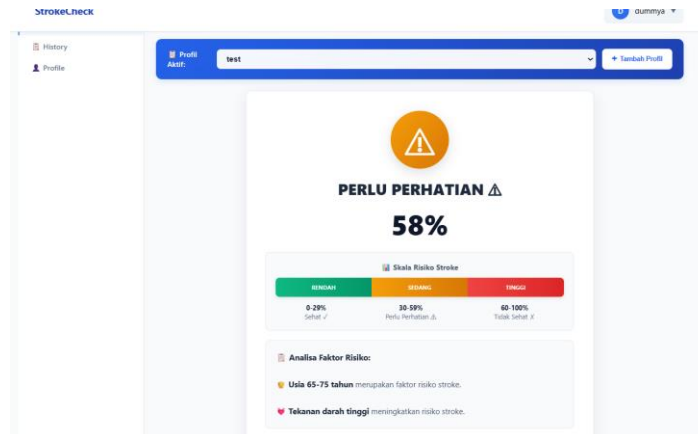 StrokeCheck
D dummya
History
Profile
Profil
Aktif:
test
+ Tambah Profil
PERLU PERHATIAN ⚠
58%
Skala Risiko Stroke
RENDAH SEDANG TINGGI
0-29% 30-59% 60-100%
Sehat ✓ Perlu Perhatian ⚠ Tidak Sehat ✗
Analisa Faktor Risiko:
Usia 65-75 tahun merupakan faktor risiko stroke.
Tekanan darah tinggi meningkatkan risiko stroke.